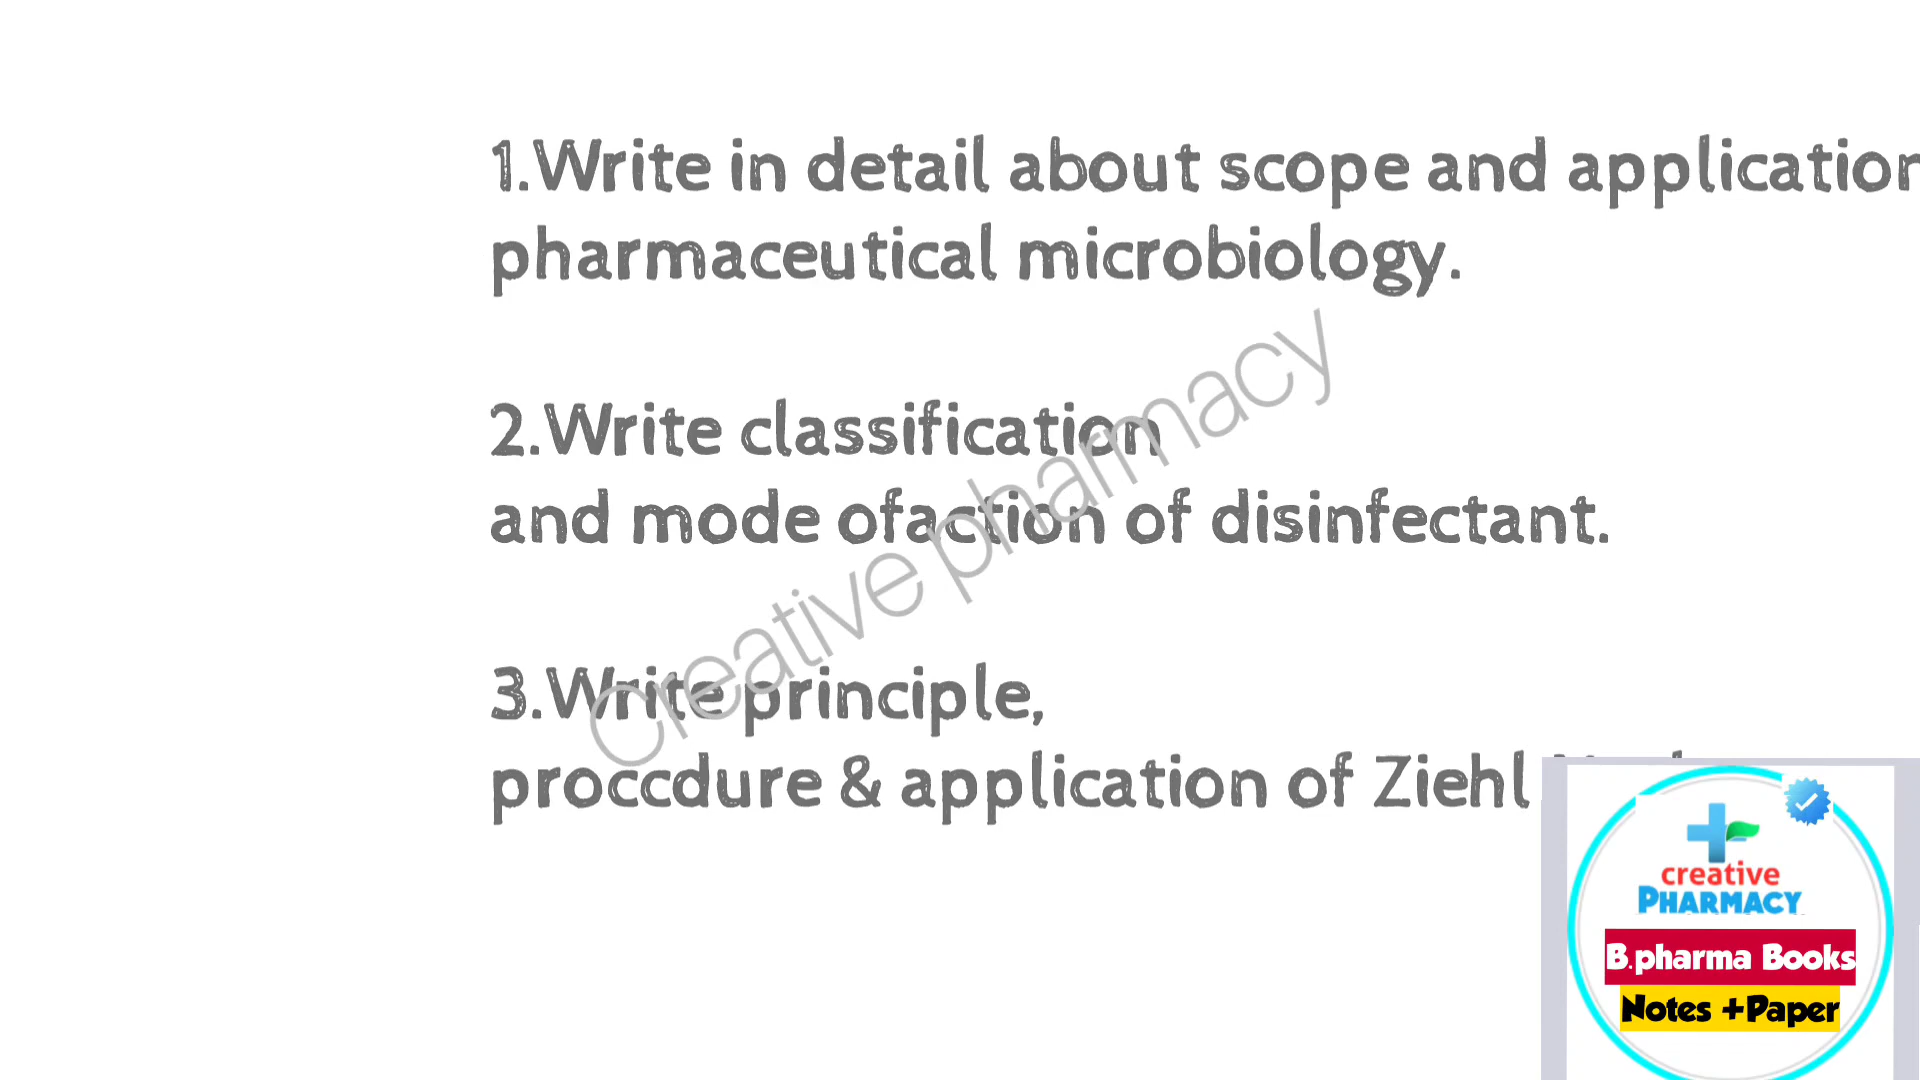 1.Write in detail about scope and application
pharmaceutical microbiology.
2.Write classification
and mode ofaction of disinfectant.
3.Write principle,
proccdure & application of Ziehl
Creative pharmacy
creative
PHARMACY
B.pharma Books
Notes +Paper